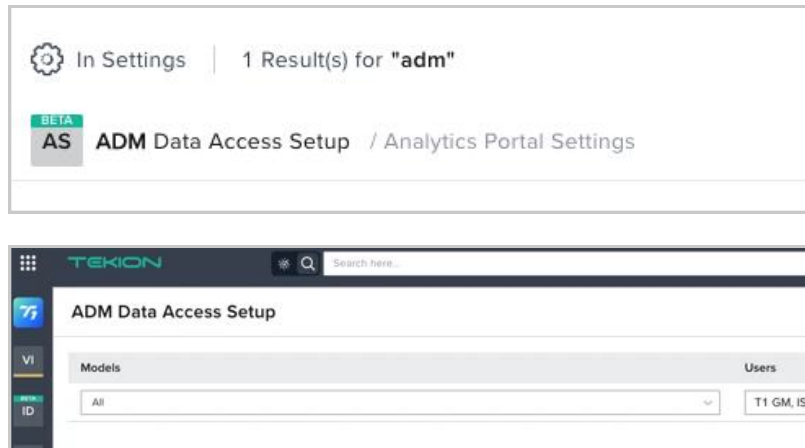 In Settings 1 Result(s) for "adm"
BETA
AS ADM Data Access Setup / Analytics Portal Settings
TEKION Search here...
ADM Data Access Setup
VI
Models Users
BETA
ID
All T1 GM, IS